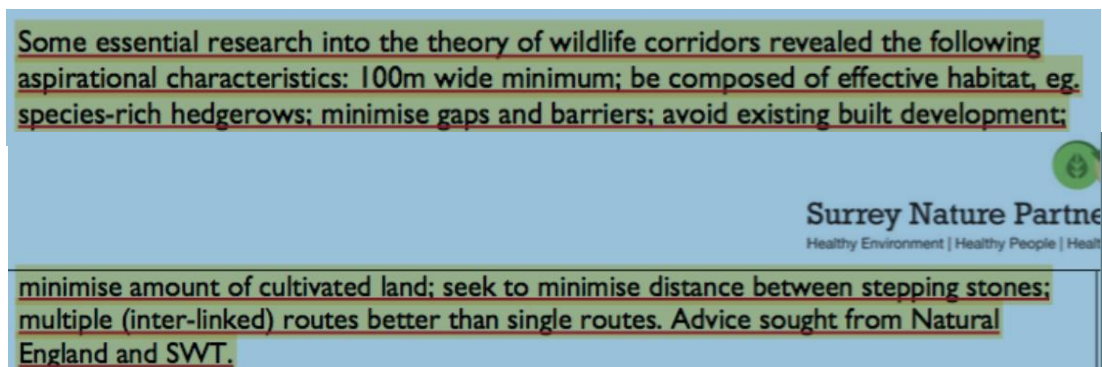 Some essential research into the theory of wildlife corridors revealed the following
aspirational characteristics: 100m wide minimum; be composed of effective habitat, eg.
species-rich hedgerows; minimise gaps and barriers; avoid existing built development;
Surrey Nature Partne
Healthy Environment | Healthy People | Healt
minimise amount of cultivated land; seek to minimise distance between stepping stones;
multiple (inter-linked) routes better than single routes. Advice sought from Natural
England and SWT.